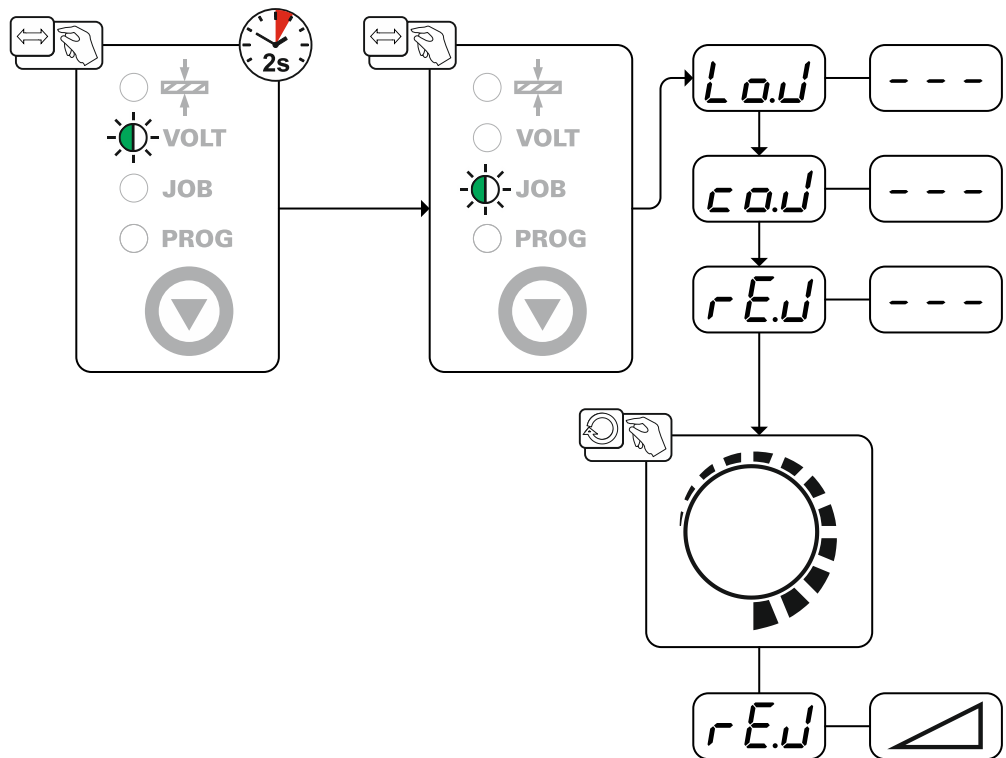 2s
VOLT
JOB
PROG
VOLT
JOB
PROG
Lo.J
- - -
co.J
- - -
rE.J
- - -
rE.J